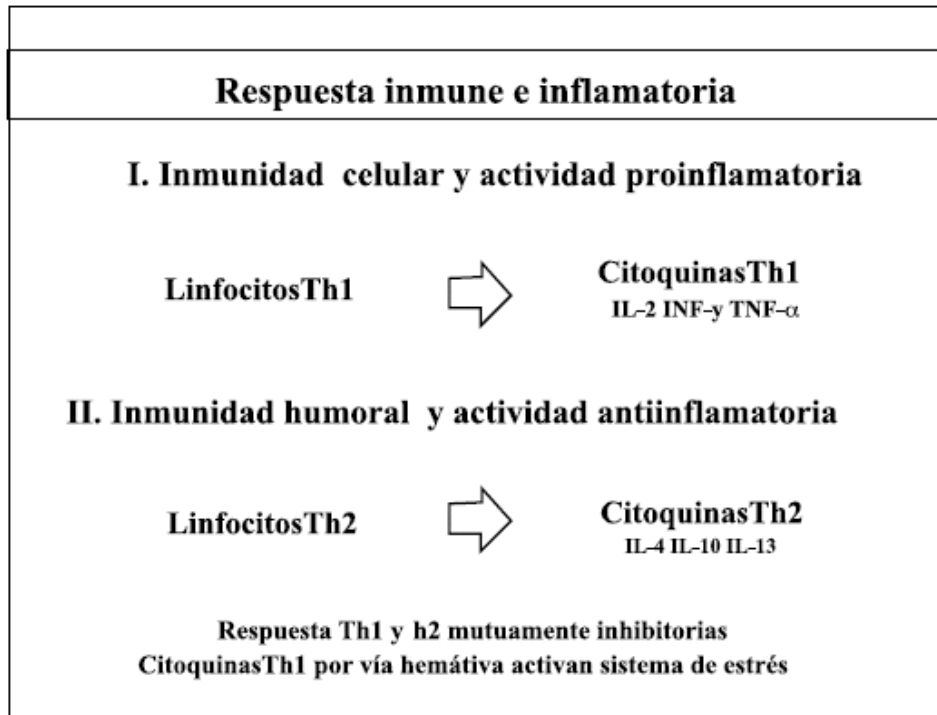 Respuesta inmune e inflamatoria
I. Inmunidad celular y actividad proinflamatoria
LinfocitosTh1
CitoquinasTh1
IL-2 INF-y TNF-α
II. Inmunidad humoral y actividad antiinflamatoria
LinfocitosTh2
CitoquinasTh2
IL-4 IL-10 IL-13
Respuesta Th1 y h2 mutuamente inhibitorias
CitoquinasTh1 por vía hemátiva activan sistema de estrés